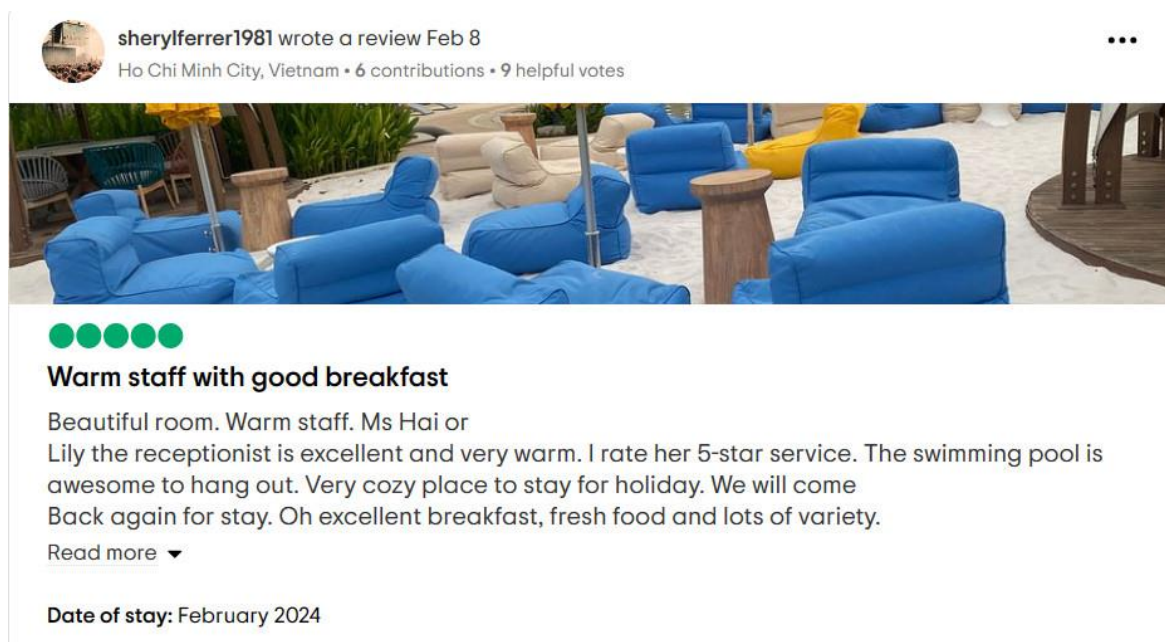 sherylferrer1981 wrote a review Feb 8
Ho Chi Minh City, Vietnam • 6 contributions • 9 helpful votes
Warm staff with good breakfast
Beautiful room. Warm staff. Ms Hai or
Lily the receptionist is excellent and very warm. I rate her 5-star service. The swimming pool is
awesome to hang out. Very cozy place to stay for holiday. We will come
Back again for stay. Oh excellent breakfast, fresh food and lots of variety.
Read more
Date of stay: February 2024